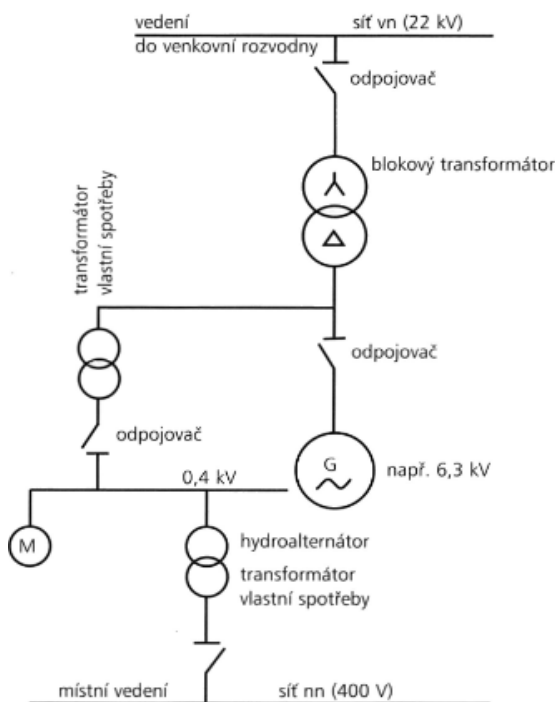 vedení síť vn (22 kV)
do venkovní rozvodny
odpojovač
blokový transformátor
transformátor
vlastní spotřeby
odpojovač
odpojovač
G
např. 6,3 kV
0,4 kV
M
hydroalternátor
transformátor
vlastní spotřeby
místní vedení síť nn (400 V)